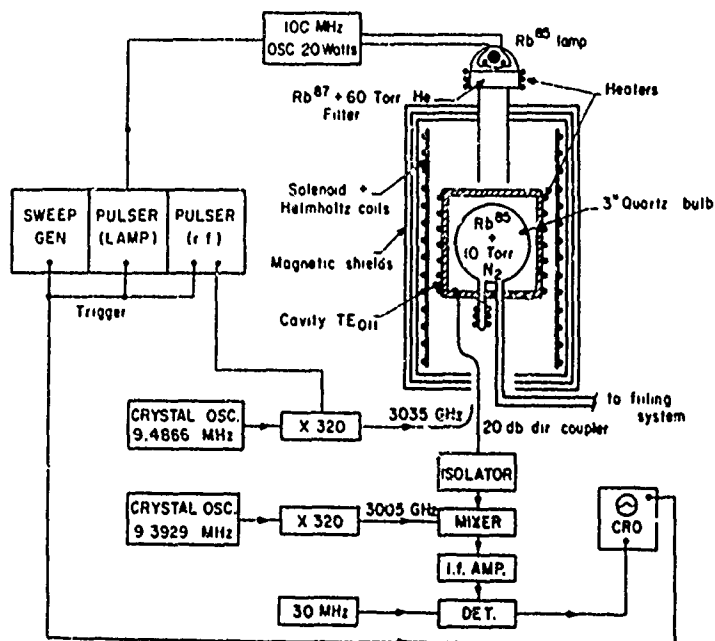 10C MHz
OSC 20 Watts
Rb85 lamp
Rb87 + 60 Torr He
Filter
Heaters
Solenoid +
Helmholtz coils
3" Quartz bulb
SWEEP
GEN
PULSER
(LAMP)
PULSER
(r f)
Rb85
+
10 Torr
N2
Magnetic shields
Trigger
Cavity TE011
to filing
system
CRYSTAL OSC.
9.4866 MHz
X 320
3035 GHz
20 db dir coupler
ISOLATOR
CRYSTAL OSC.
9 3929 MHz
X 320
3005 GHz
MIXER
CRO
I.f. AMP.
30 MHz
DET.